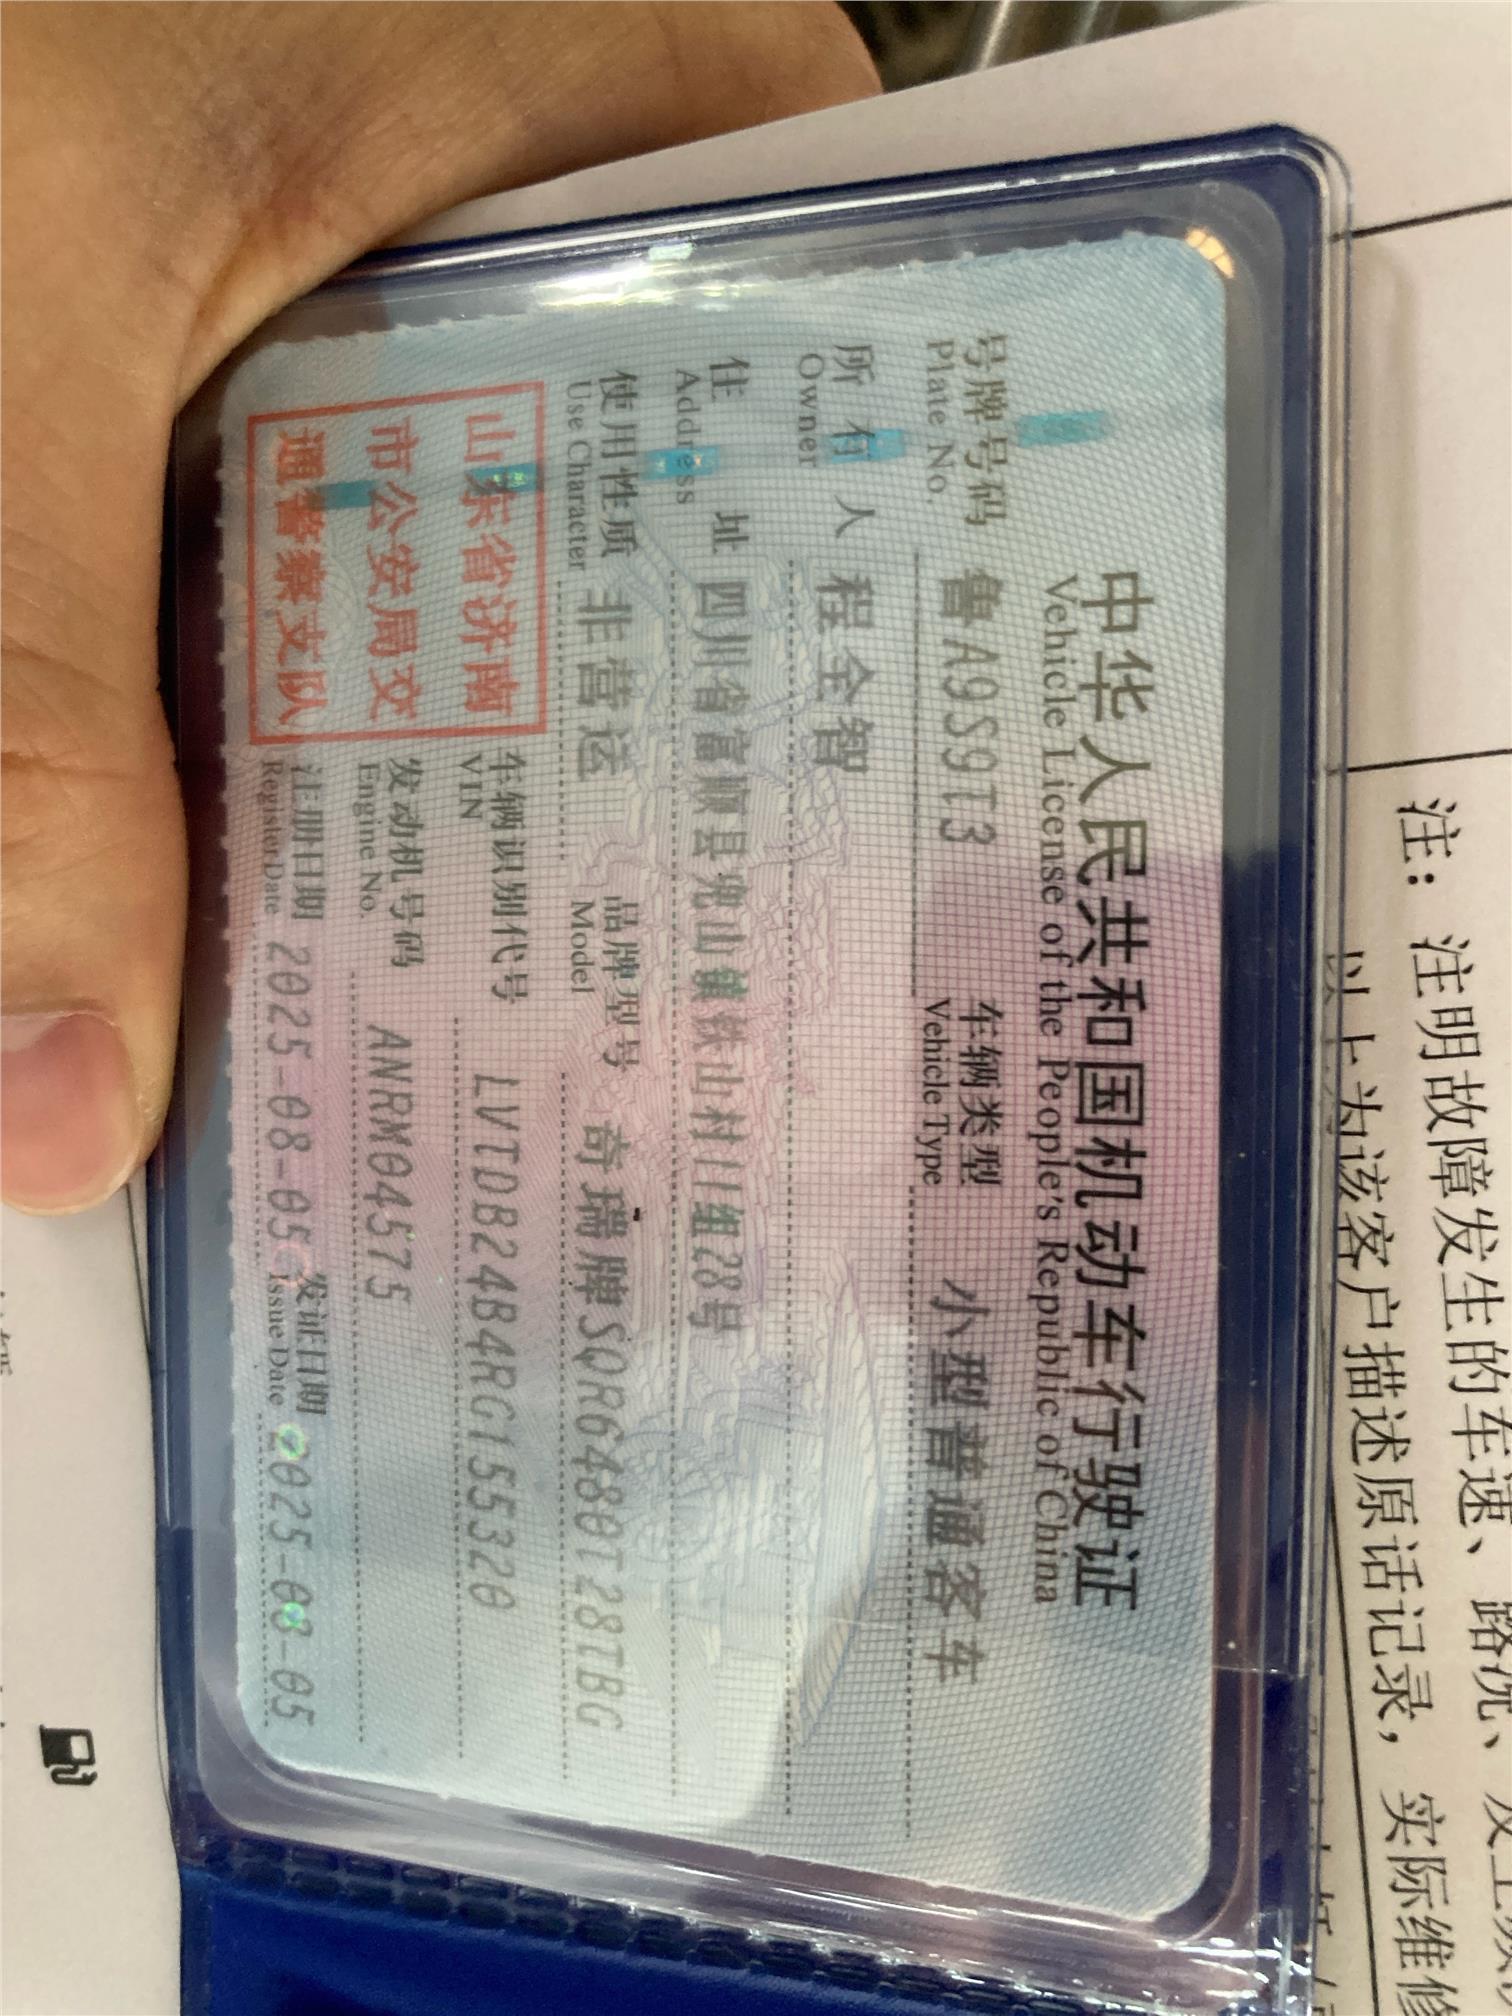 中华人民共和国机动车行驶证
Vehicle License of the People's Republic of China
号牌号码 鲁A9S9T3 车辆类型 小型普通客车
Plate No. Vehicle Type
所有人 程全智
Owner
住址 四川省富顺县兜山镇铁山村11组28号
Address
使用性质 非营运 品牌型号 奇瑞牌SQR6480T28TBG
Use Character Model
山东省济南
市公安局交
通警察支队
车辆识别代号 LVTDB24B4RG155320
VIN
发动机号码 ANRM04575
Engine No.
注册日期 2025-08-05 发证日期 2025-08-05
Register Date Issue Date
注：注明故障发生的车速、路况、及
以上为该客户描述原话记录，实际维修